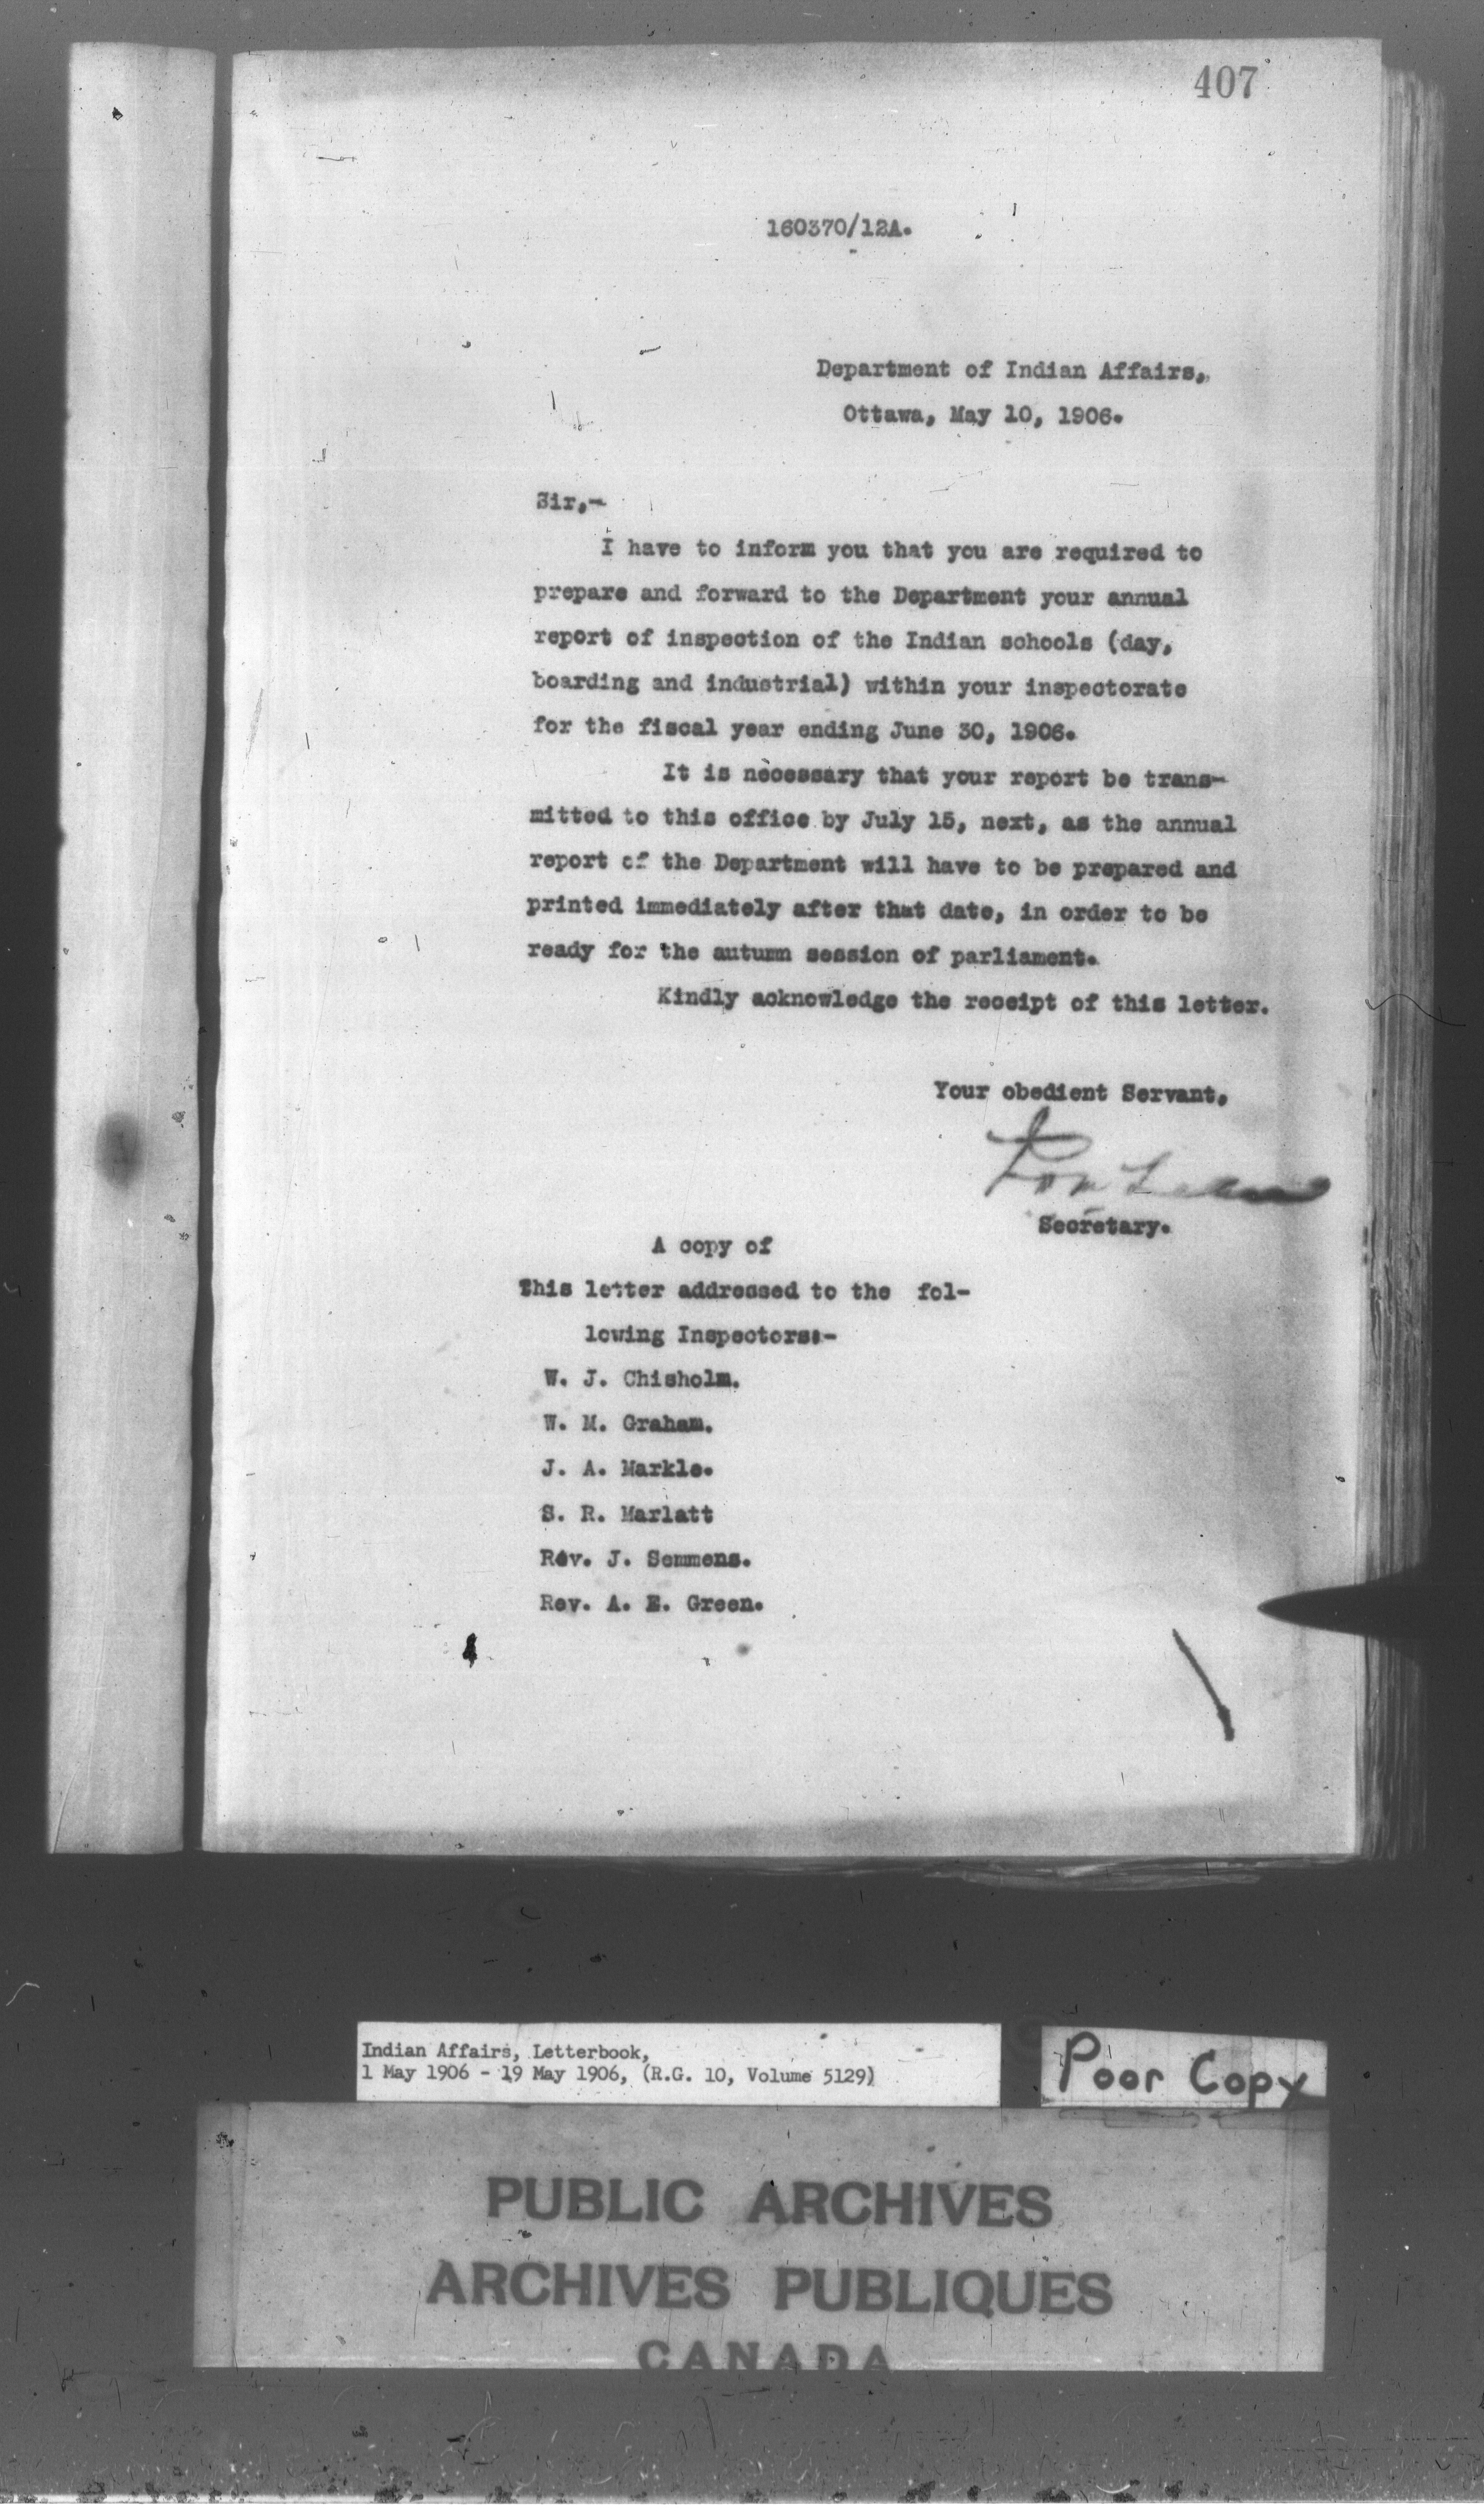 407
160370/12A.
Department of Indian Affairs,
Ottawa, May 10, 1906.
Sir,-
I have to inform you that you are required to
prepare and forward to the Department your annual
report of inspection of the Indian schools (day,
boarding and industrial) within your inspectorate
for the fiscal year ending June 30, 1906.
It is necessary that your report be trans-
mitted to this office by July 15, next, as the annual
report of the Department will have to be prepared and
printed immediately after that date, in order to be
ready for the autumn session of parliament.
Kindly acknowledge the receipt of this letter.
Your obedient Servant,
Secretary.
A copy of
This letter addressed to the fol-
lowing Inspectors:-
W. J. Chisholm.
W. M. Graham.
J. A. Markle.
S. R. Marlatt
Rev. J. Semmens.
Rev. A. E. Green.
Indian Affairs, Letterbook,
1 May 1906 - 19 May 1906, (R.G. 10, Volume 5129)
Poor Copy
PUBLIC ARCHIVES
ARCHIVES PUBLIQUES
CANADA